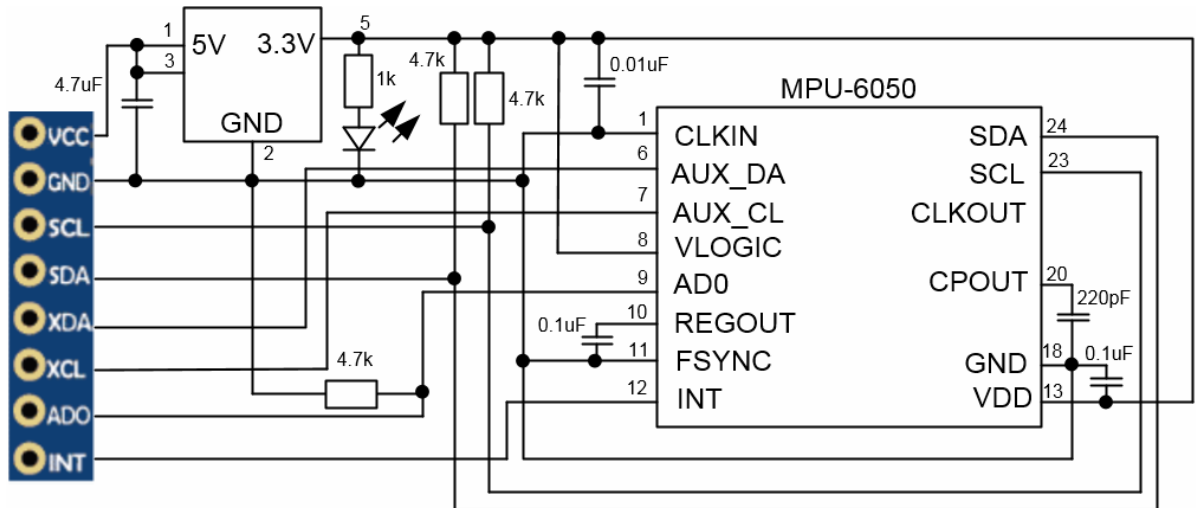 1
5V
3.3V
5
3
GND
2
4.7uF
1k
4.7k
4.7k
0.01uF
MPU-6050
VCC
GND
SCL
SDA
XDA
XCL
ADO
INT
4.7k
0.1uF
1 CLKIN
6 AUX_DA
7 AUX_CL
8 VLOGIC
9 AD0
10 REGOUT
11 FSYNC
12 INT
SDA 24
SCL 23
CLKOUT
CPOUT 20
220pF
GND 18
0.1uF
VDD 13